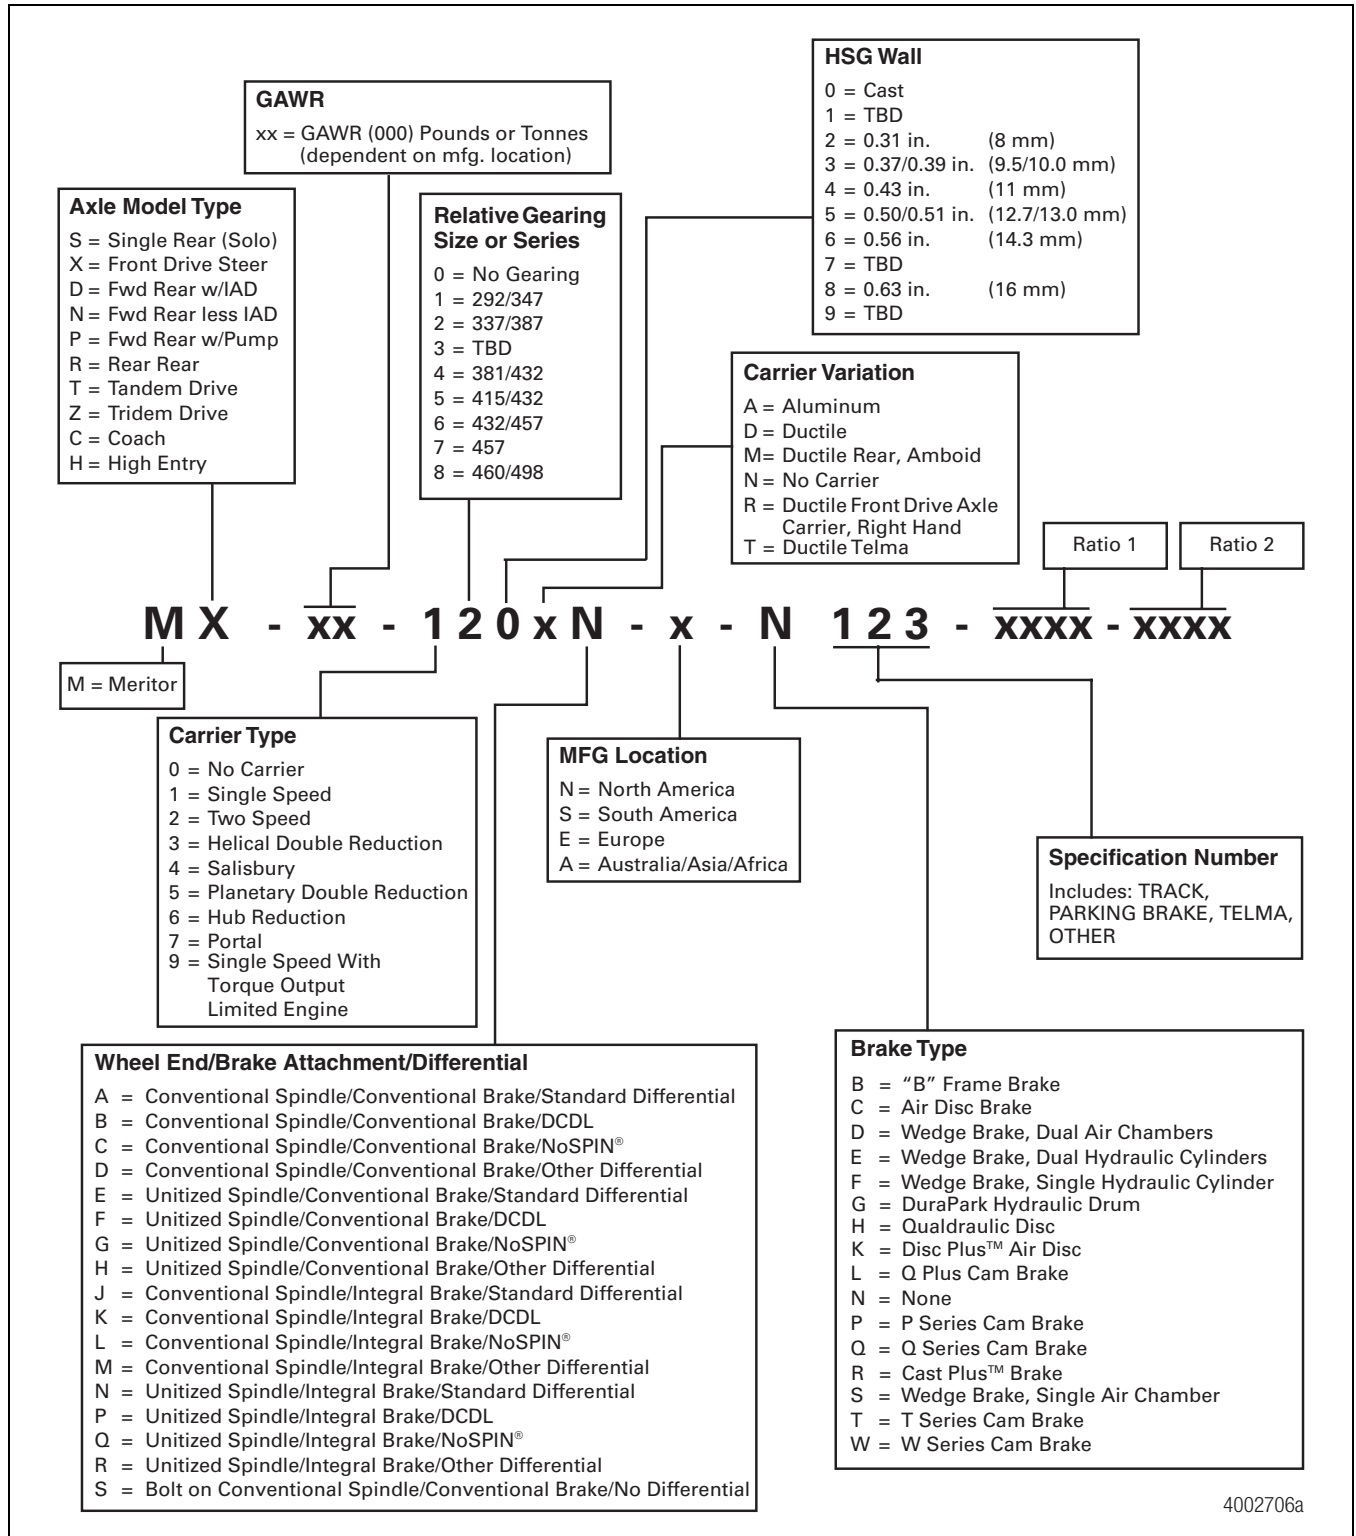 HSG Wall
0 = Cast
1 = TBD
2 = 0.31 in. (8 mm)
3 = 0.37/0.39 in. (9.5/10.0 mm)
4 = 0.43 in. (11 mm)
5 = 0.50/0.51 in. (12.7/13.0 mm)
6 = 0.56 in. (14.3 mm)
7 = TBD
8 = 0.63 in. (16 mm)
9 = TBD
GAWR
xx = GAWR (000) Pounds or Tonnes
(dependent on mfg. location)
Axle Model Type
S = Single Rear (Solo)
X = Front Drive Steer
D = Fwd Rear w/IAD
N = Fwd Rear less IAD
P = Fwd Rear w/Pump
R = Rear Rear
T = Tandem Drive
Z = Tridem Drive
C = Coach
H = High Entry
Relative Gearing
Size or Series
0 = No Gearing
1 = 292/347
2 = 337/387
3 = TBD
4 = 381/432
5 = 415/432
6 = 432/457
7 = 457
8 = 460/498
Carrier Variation
A = Aluminum
D = Ductile
M= Ductile Rear, Amboid
N = No Carrier
R = Ductile Front Drive Axle
Carrier, Right Hand
T = Ductile Telma
Ratio 1
Ratio 2
M X - xx - 1 2 0 x N - x - N 1 2 3 - xxxx - xxxx
M = Meritor
Carrier Type
0 = No Carrier
1 = Single Speed
2 = Two Speed
3 = Helical Double Reduction
4 = Salisbury
5 = Planetary Double Reduction
6 = Hub Reduction
7 = Portal
9 = Single Speed With
Torque Output
Limited Engine
MFG Location
N = North America
S = South America
E = Europe
A = Australia/Asia/Africa
Specification Number
Includes: TRACK,
PARKING BRAKE, TELMA,
OTHER
Wheel End/Brake Attachment/Differential
A = Conventional Spindle/Conventional Brake/Standard Differential
B = Conventional Spindle/Conventional Brake/DCDL
C = Conventional Spindle/Conventional Brake/NoSPIN®
D = Conventional Spindle/Conventional Brake/Other Differential
E = Unitized Spindle/Conventional Brake/Standard Differential
F = Unitized Spindle/Conventional Brake/DCDL
G = Unitized Spindle/Conventional Brake/NoSPIN®
H = Unitized Spindle/Conventional Brake/Other Differential
J = Conventional Spindle/Integral Brake/Standard Differential
K = Conventional Spindle/Integral Brake/DCDL
L = Conventional Spindle/Integral Brake/NoSPIN®
M = Conventional Spindle/Integral Brake/Other Differential
N = Unitized Spindle/Integral Brake/Standard Differential
P = Unitized Spindle/Integral Brake/DCDL
Q = Unitized Spindle/Integral Brake/NoSPIN®
R = Unitized Spindle/Integral Brake/Other Differential
S = Bolt on Conventional Spindle/Conventional Brake/No Differential
Brake Type
B = “B” Frame Brake
C = Air Disc Brake
D = Wedge Brake, Dual Air Chambers
E = Wedge Brake, Dual Hydraulic Cylinders
F = Wedge Brake, Single Hydraulic Cylinder
G = DuraPark Hydraulic Drum
H = Qualdraulic Disc
K = Disc Plus™ Air Disc
L = Q Plus Cam Brake
N = None
P = P Series Cam Brake
Q = Q Series Cam Brake
R = Cast Plus™ Brake
S = Wedge Brake, Single Air Chamber
T = T Series Cam Brake
W = W Series Cam Brake
4002706a